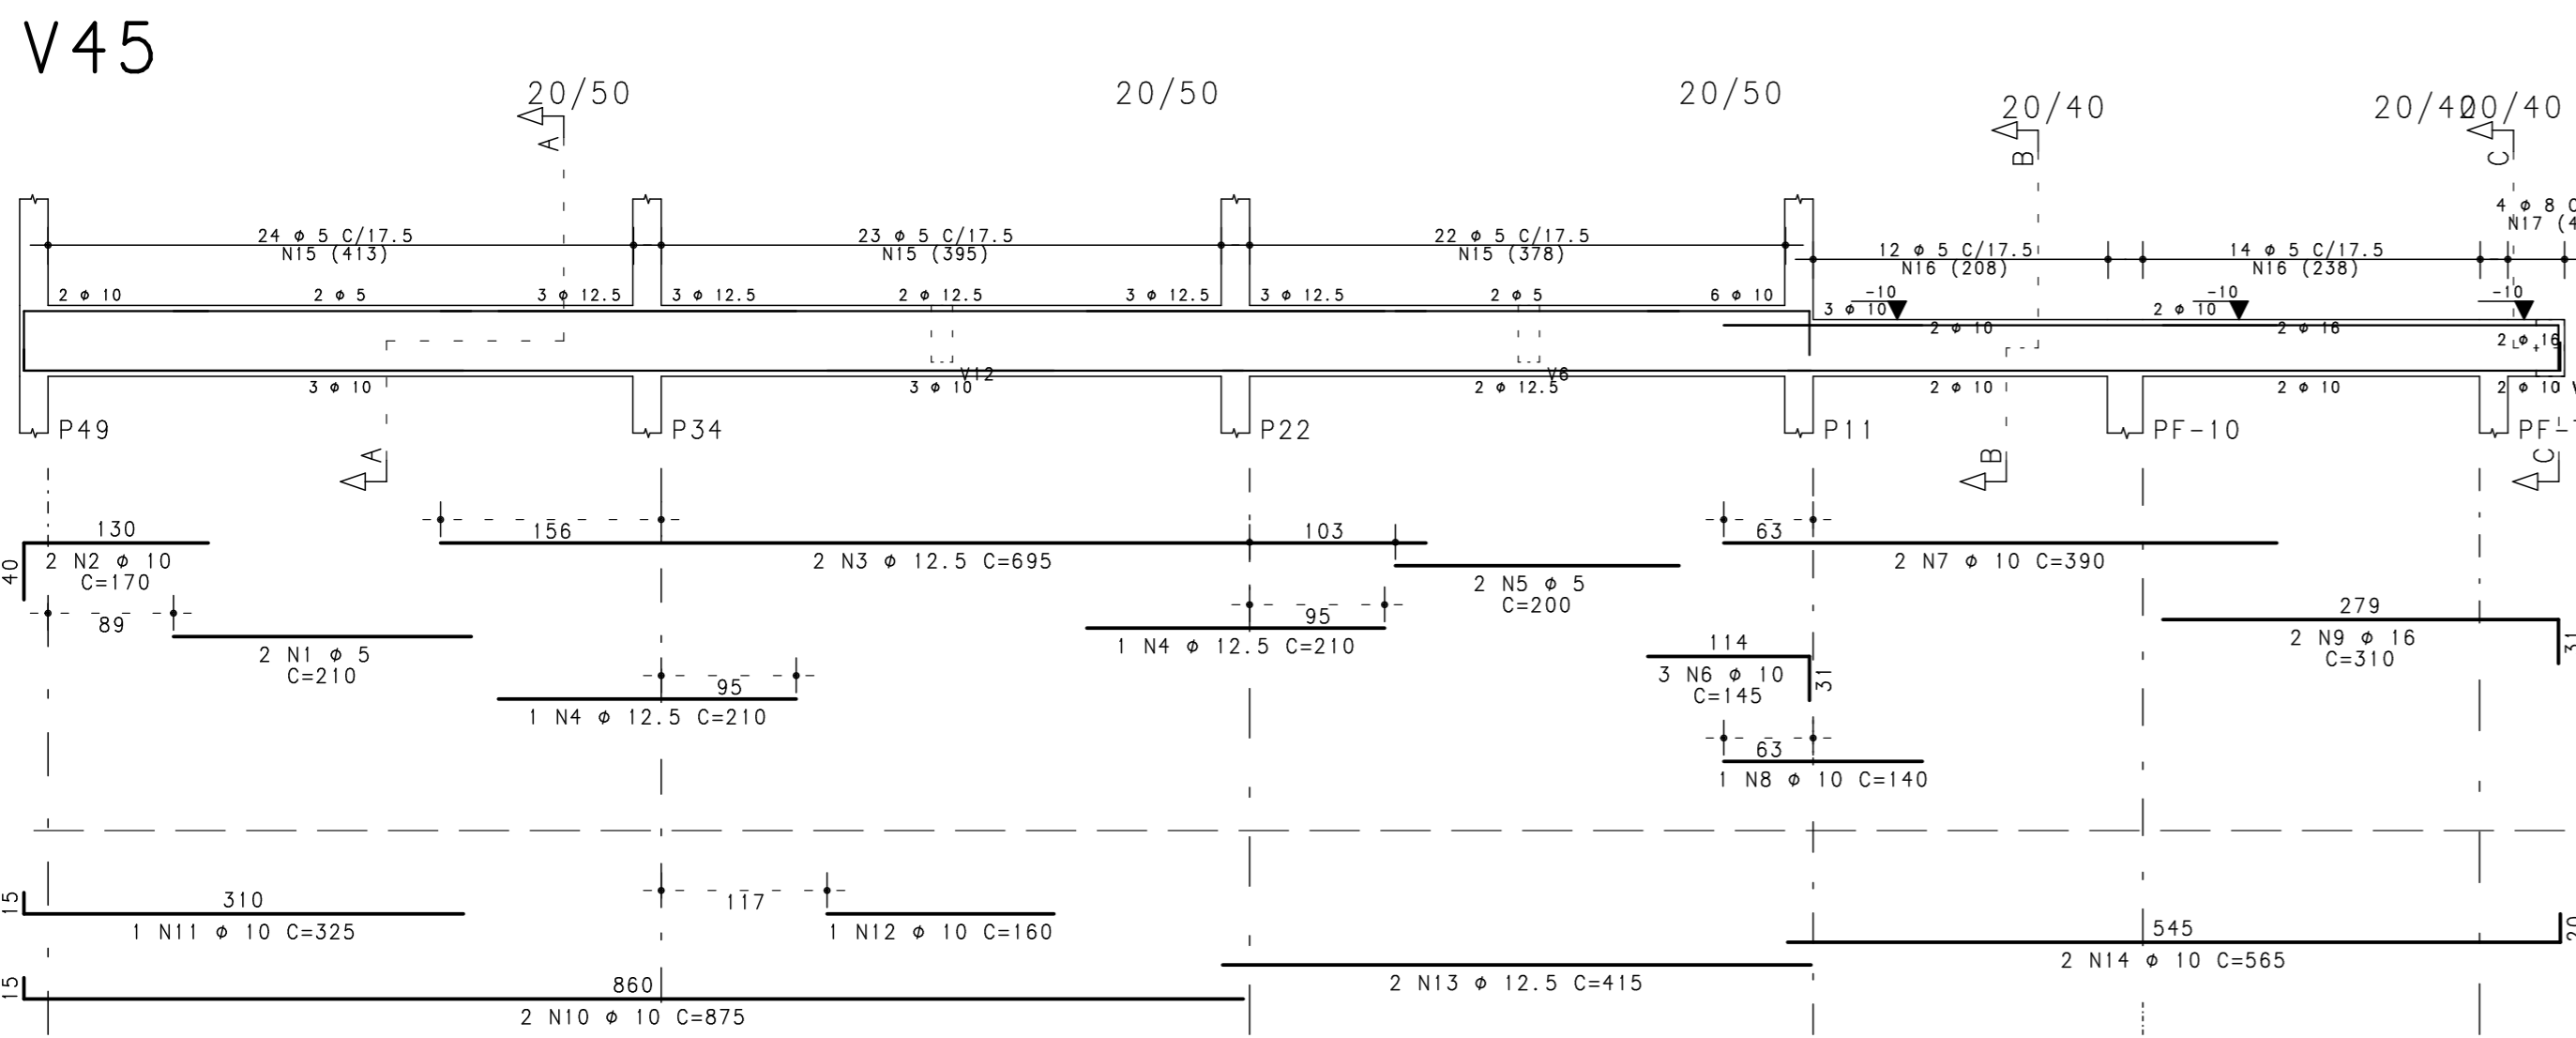 V45
20/50
20/50
20/50
20/40
20/40
20/40
A
B
C
24 ø 5 C/17.5
N15 (413)
23 ø 5 C/17.5
N15 (395)
22 ø 5 C/17.5
N15 (378)
12 ø 5 C/17.5
N16 (208)
14 ø 5 C/17.5
N16 (238)
4 ø 8
2 ø 10
2 ø 5
3 ø 12.5
3 ø 12.5
2 ø 12.5
3 ø 12.5
3 ø 12.5
2 ø 5
6 ø 10
3 ø 10
-10
2 ø 10
2 ø 10
-10
2 ø 16
-10
2 ø 16
3 ø 10
3 ø 10
V12
2 ø 12.5
V6
2 ø 10
2 ø 10
2 ø 10
P49
P34
P22
P11
PF-10
A
B
C
130
40
2 N2 ø 10
C=170
156
103
2 N3 ø 12.5 C=695
2 N5 ø 5
C=200
63
2 N7 ø 10 C=390
89
2 N1 ø 5
C=210
95
1 N4 ø 12.5 C=210
95
1 N4 ø 12.5 C=210
114
31
3 N6 ø 10
C=145
63
1 N8 ø 10 C=140
279
31
2 N9 ø 16
C=310
15
310
1 N11 ø 10 C=325
117
1 N12 ø 10 C=160
545
20
2 N14 ø 10 C=565
2 N13 ø 12.5 C=415
15
860
2 N10 ø 10 C=875